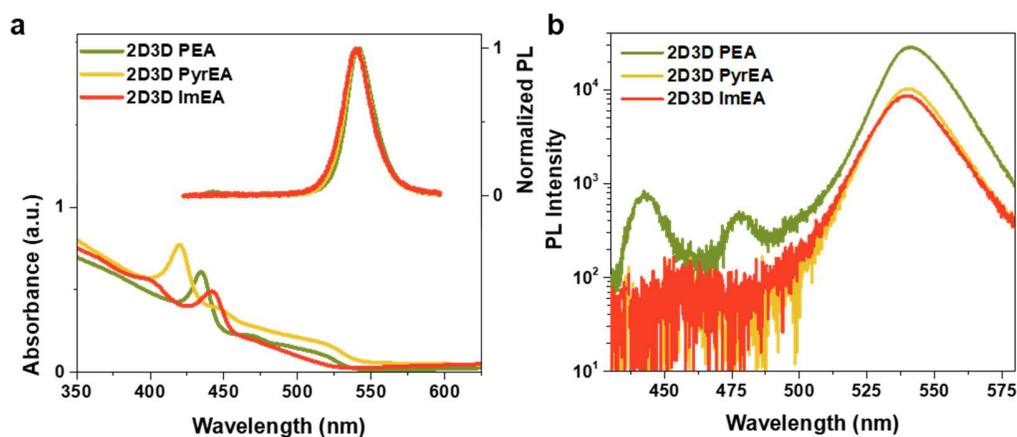 a
2D3D PEA
2D3D PyrEA
2D3D ImEA
1
0
Normalized PL
1
0
Absorbance (a.u.)
350 400 450 500 550 600
Wavelength (nm)
b
2D3D PEA
2D3D PyrEA
2D3D ImEA
10⁴
10³
10²
10¹
PL Intensity
450 475 500 525 550 575
Wavelength (nm)